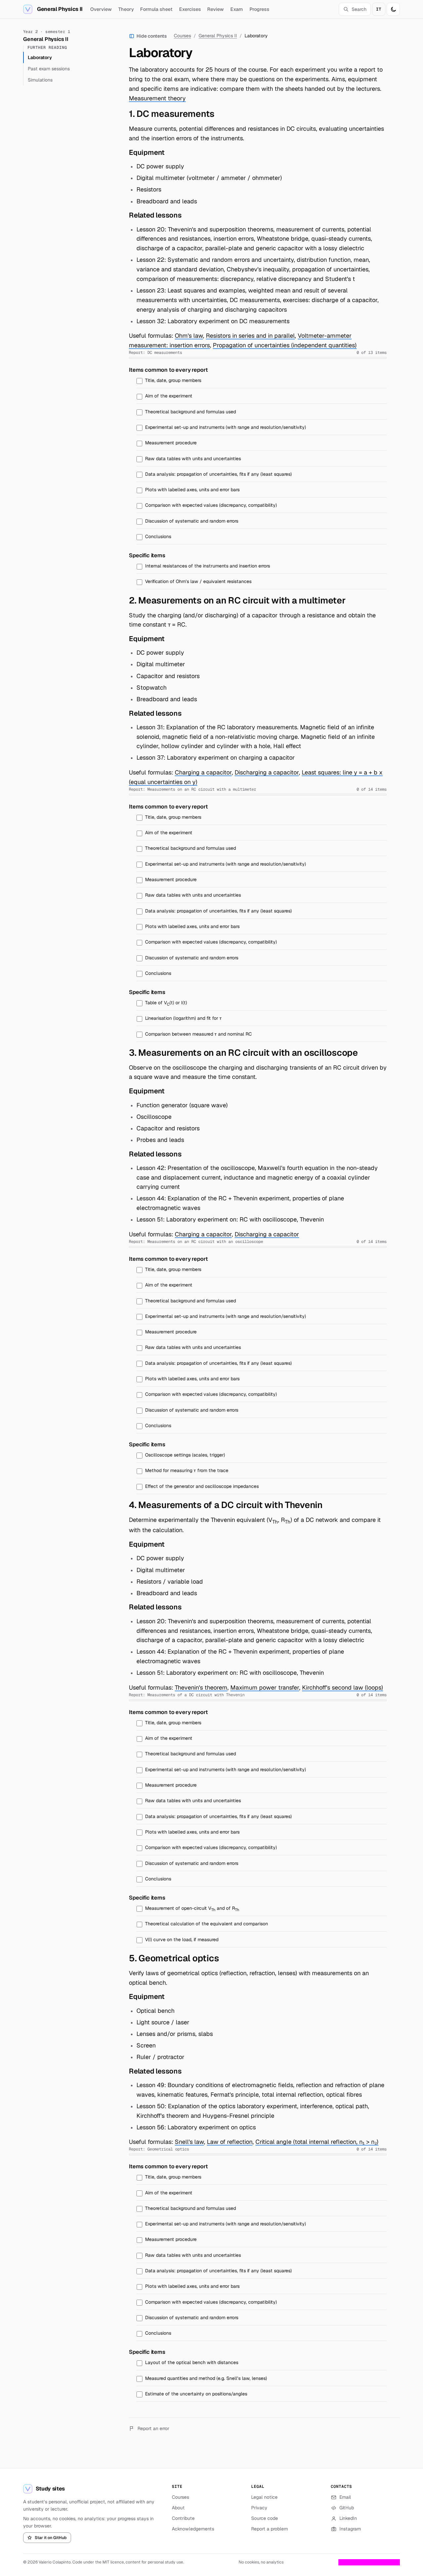 General Physics II Overview Theory Formula sheet Exercises Review Exam Progress Search IT
Year 2 · semester 1
General Physics II
FURTHER READING
Laboratory
Past exam sessions
Simulations
Hide contents Courses / General Physics II / Laboratory
Laboratory
The laboratory accounts for 25 hours of the course. For each experiment you write a report to
bring to the oral exam, where there may be questions on the experiments. Aims, equipment
and specific items are indicative: compare them with the sheets handed out by the lecturers.
Measurement theory
1. DC measurements
Measure currents, potential differences and resistances in DC circuits, evaluating uncertainties
and the insertion errors of the instruments.
Equipment
• DC power supply
• Digital multimeter (voltmeter / ammeter / ohmmeter)
• Resistors
• Breadboard and leads
Related lessons
• Lesson 20: Thevenin's and superposition theorems, measurement of currents, potential
differences and resistances, insertion errors, Wheatstone bridge, quasi-steady currents,
discharge of a capacitor, parallel-plate and generic capacitor with a lossy dielectric
• Lesson 22: Systematic and random errors and uncertainty, distribution function, mean,
variance and standard deviation, Chebyshev's inequality, propagation of uncertainties,
comparison of measurements: discrepancy, relative discrepancy and Student's t
• Lesson 23: Least squares and examples, weighted mean and result of several
measurements with uncertainties, DC measurements, exercises: discharge of a capacitor,
energy analysis of charging and discharging capacitors
• Lesson 32: Laboratory experiment on DC measurements
Useful formulas: Ohm's law, Resistors in series and in parallel, Voltmeter-ammeter
measurement: insertion errors, Propagation of uncertainties (independent quantities)
Report: DC measurements 0 of 13 items
Items common to every report
Title, date, group members
Aim of the experiment
Theoretical background and formulas used
Experimental set-up and instruments (with range and resolution/sensitivity)
Measurement procedure
Raw data tables with units and uncertainties
Data analysis: propagation of uncertainties, fits if any (least squares)
Plots with labelled axes, units and error bars
Comparison with expected values (discrepancy, compatibility)
Discussion of systematic and random errors
Conclusions
Specific items
Internal resistances of the instruments and insertion errors
Verification of Ohm's law / equivalent resistances
2. Measurements on an RC circuit with a multimeter
Study the charging (and/or discharging) of a capacitor through a resistance and obtain the
time constant τ = RC.
Equipment
• DC power supply
• Digital multimeter
• Capacitor and resistors
• Stopwatch
• Breadboard and leads
Related lessons
• Lesson 31: Explanation of the RC laboratory measurements. Magnetic field of an infinite
solenoid, magnetic field of a non-relativistic moving charge. Magnetic field of an infinite
cylinder, hollow cylinder and cylinder with a hole, Hall effect
• Lesson 37: Laboratory experiment on charging a capacitor
Useful formulas: Charging a capacitor, Discharging a capacitor, Least squares: line y = a + b x
(equal uncertainties on y)
Report: Measurements on an RC circuit with a multimeter 0 of 14 items
Items common to every report
Title, date, group members
Aim of the experiment
Theoretical background and formulas used
Experimental set-up and instruments (with range and resolution/sensitivity)
Measurement procedure
Raw data tables with units and uncertainties
Data analysis: propagation of uncertainties, fits if any (least squares)
Plots with labelled axes, units and error bars
Comparison with expected values (discrepancy, compatibility)
Discussion of systematic and random errors
Conclusions
Specific items
Table of V_C(t) or I(t)
Linearisation (logarithm) and fit for τ
Comparison between measured τ and nominal RC
3. Measurements on an RC circuit with an oscilloscope
Observe on the oscilloscope the charging and discharging transients of an RC circuit driven by
a square wave and measure the time constant.
Equipment
• Function generator (square wave)
• Oscilloscope
• Capacitor and resistors
• Probes and leads
Related lessons
• Lesson 42: Presentation of the oscilloscope, Maxwell's fourth equation in the non-steady
case and displacement current, inductance and magnetic energy of a coaxial cylinder
carrying current
• Lesson 44: Explanation of the RC + Thevenin experiment, properties of plane
electromagnetic waves
• Lesson 51: Laboratory experiment on: RC with oscilloscope, Thevenin
Useful formulas: Charging a capacitor, Discharging a capacitor
Report: Measurements on an RC circuit with an oscilloscope 0 of 14 items
Items common to every report
Title, date, group members
Aim of the experiment
Theoretical background and formulas used
Experimental set-up and instruments (with range and resolution/sensitivity)
Measurement procedure
Raw data tables with units and uncertainties
Data analysis: propagation of uncertainties, fits if any (least squares)
Plots with labelled axes, units and error bars
Comparison with expected values (discrepancy, compatibility)
Discussion of systematic and random errors
Conclusions
Specific items
Oscilloscope settings (scales, trigger)
Method for measuring τ from the trace
Effect of the generator and oscilloscope impedances
4. Measurements of a DC circuit with Thevenin
Determine experimentally the Thevenin equivalent (V_Th, R_Th) of a DC network and compare it
with the calculation.
Equipment
• DC power supply
• Digital multimeter
• Resistors / variable load
• Breadboard and leads
Related lessons
• Lesson 20: Thevenin's and superposition theorems, measurement of currents, potential
differences and resistances, insertion errors, Wheatstone bridge, quasi-steady currents,
discharge of a capacitor, parallel-plate and generic capacitor with a lossy dielectric
• Lesson 44: Explanation of the RC + Thevenin experiment, properties of plane
electromagnetic waves
• Lesson 51: Laboratory experiment on: RC with oscilloscope, Thevenin
Useful formulas: Thevenin's theorem, Maximum power transfer, Kirchhoff's second law (loops)
Report: Measurements of a DC circuit with Thevenin 0 of 14 items
Items common to every report
Title, date, group members
Aim of the experiment
Theoretical background and formulas used
Experimental set-up and instruments (with range and resolution/sensitivity)
Measurement procedure
Raw data tables with units and uncertainties
Data analysis: propagation of uncertainties, fits if any (least squares)
Plots with labelled axes, units and error bars
Comparison with expected values (discrepancy, compatibility)
Discussion of systematic and random errors
Conclusions
Specific items
Measurement of open-circuit V_Th and of R_Th
Theoretical calculation of the equivalent and comparison
V(I) curve on the load, if measured
5. Geometrical optics
Verify laws of geometrical optics (reflection, refraction, lenses) with measurements on an
optical bench.
Equipment
• Optical bench
• Light source / laser
• Lenses and/or prisms, slabs
• Screen
• Ruler / protractor
Related lessons
• Lesson 49: Boundary conditions of electromagnetic fields, reflection and refraction of plane
waves, kinematic features, Fermat's principle, total internal reflection, optical fibres
• Lesson 50: Explanation of the optics laboratory experiment, interference, optical path,
Kirchhoff's theorem and Huygens-Fresnel principle
• Lesson 56: Laboratory experiment on optics
Useful formulas: Snell's law, Law of reflection, Critical angle (total internal reflection, n₁ > n₂)
Report: Geometrical optics 0 of 14 items
Items common to every report
Title, date, group members
Aim of the experiment
Theoretical background and formulas used
Experimental set-up and instruments (with range and resolution/sensitivity)
Measurement procedure
Raw data tables with units and uncertainties
Data analysis: propagation of uncertainties, fits if any (least squares)
Plots with labelled axes, units and error bars
Comparison with expected values (discrepancy, compatibility)
Discussion of systematic and random errors
Conclusions
Specific items
Layout of the optical bench with distances
Measured quantities and method (e.g. Snell's law, lenses)
Estimate of the uncertainty on positions/angles
Report an error
Study sites
A student's personal, unofficial project, not affiliated with any
university or lecturer.
No accounts, no cookies, no analytics: your progress stays in
your browser.
Star it on GitHub
SITE
Courses
About
Contribute
Acknowledgements
LEGAL
Legal notice
Privacy
Source code
Report a problem
CONTACTS
Email
GitHub
LinkedIn
Instagram
© 2026 Valerio Colapinto. Code under the MIT licence, content for personal study use. No cookies, no analytics